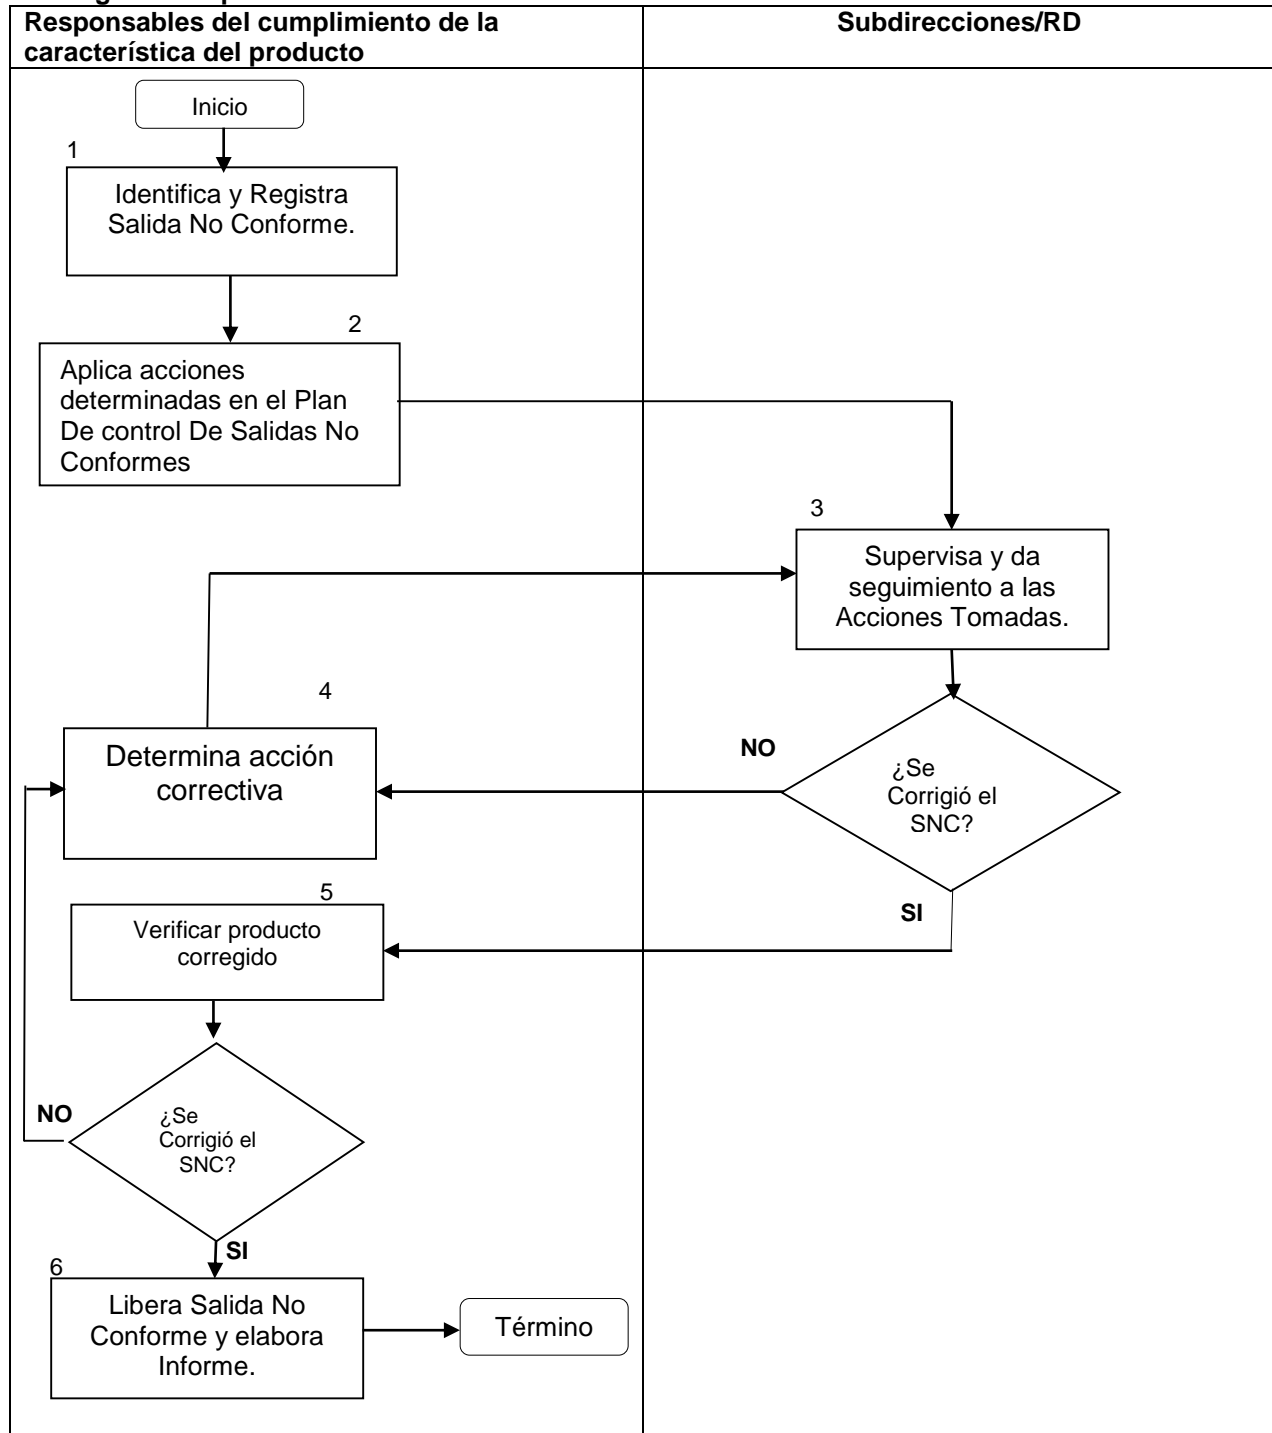 Responsables del cumplimiento de la
característica del producto
Subdirecciones/RD
Inicio
1
Identifica y Registra
Salida No Conforme.
2
Aplica acciones
determinadas en el Plan
De control De Salidas No
Conformes
3
Supervisa y da
seguimiento a las
Acciones Tomadas.
4
Determina acción
correctiva
NO
¿Se
Corrigió el
SNC?
SI
5
Verificar producto
corregido
NO
¿Se
Corrigió el
SNC?
SI
6
Libera Salida No
Conforme y elabora
Informe.
Término